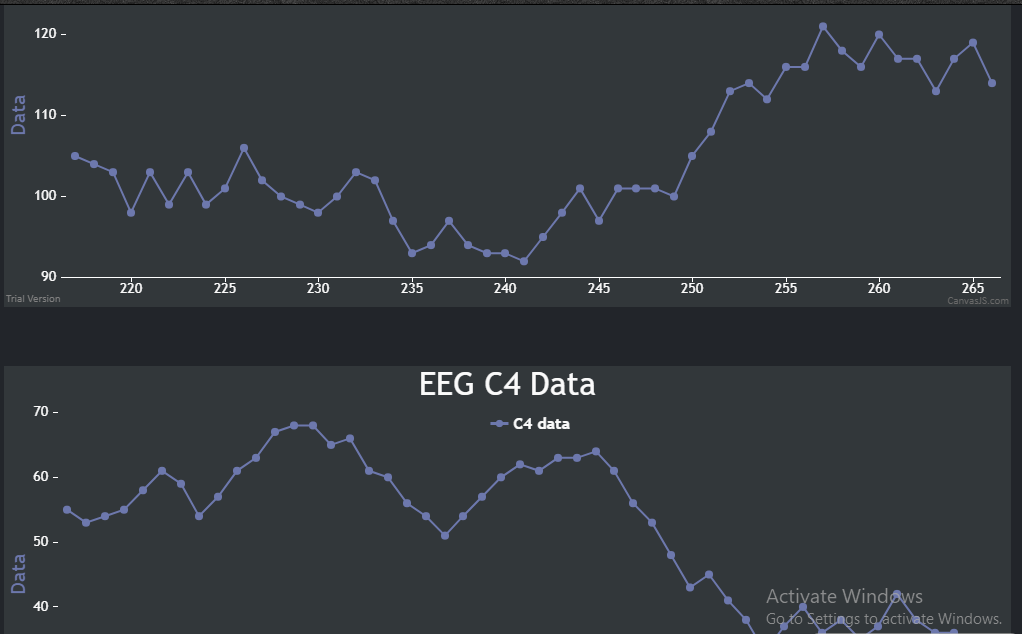 120
Data
110
100
90
220 225 230 235 240 245 250 255 260 265
Trial Version
CanvasJS.com
EEG C4 Data
70
C4 data
60
50
Data
40
Activate Windows
Go to Settings to activate Windows.